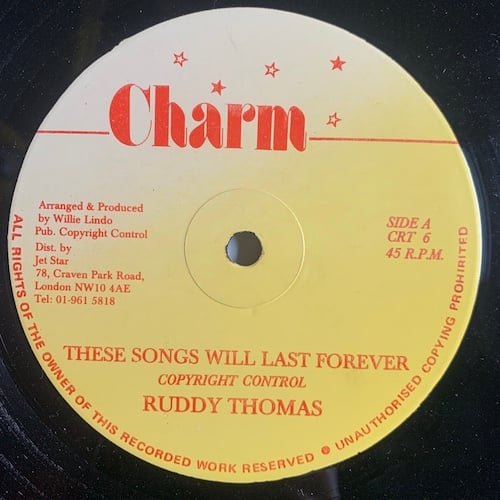 Charm
Arranged & Produced
by Willie Lindo
Pub. Copyright Control
Dist. by
Jet Star
78, Craven Park Road,
London NW10 4AE
Tel: 01-961 5818
SIDE A
CRT 6
45 R.P.M.
THESE SONGS WILL LAST FOREVER
COPYRIGHT CONTROL
RUDDY THOMAS
ALL RIGHTS OF THE OWNER OF THIS RECORDED WORK RESERVED ● UNAUTHORISED COPYING PROHIBITED